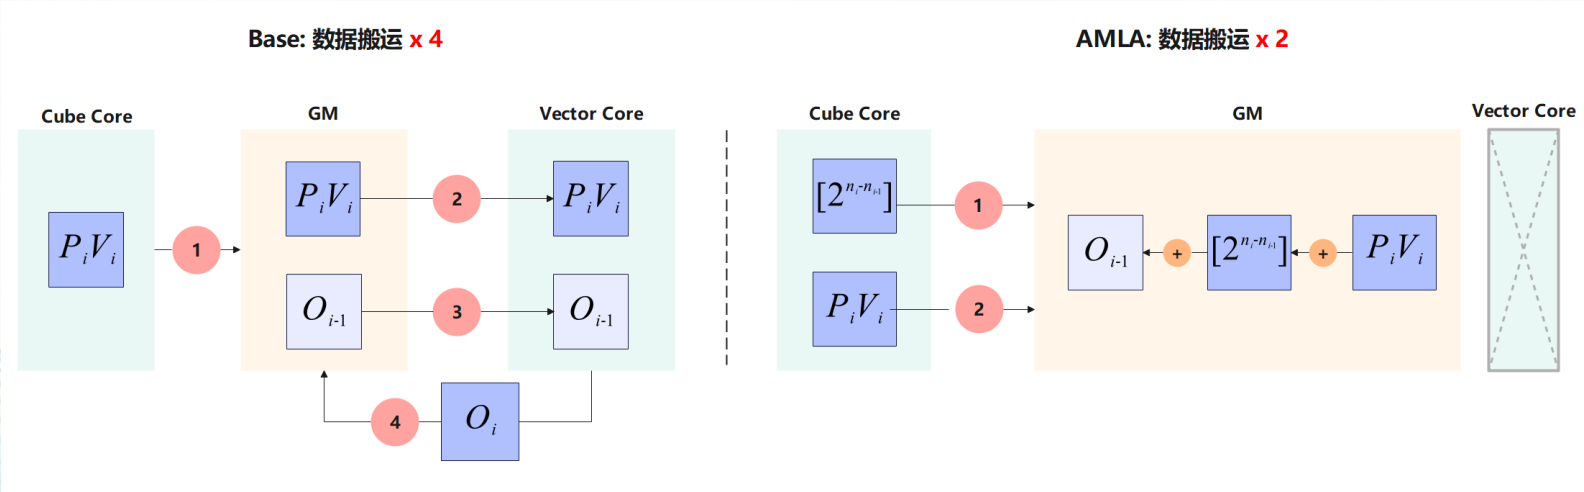 Base: 数据搬运 x 4
Cube Core
GM
Vector Core
P_iV_i
1
P_iV_i
2
P_iV_i
O_{i-1}
3
O_{i-1}
4
O_i
AMLA: 数据搬运 x 2
Cube Core
GM
Vector Core
[2^{n_i-n_{i-1}}]
1
P_iV_i
2
O_{i-1}
+
[2^{n_i-n_{i-1}}]
+
P_iV_i